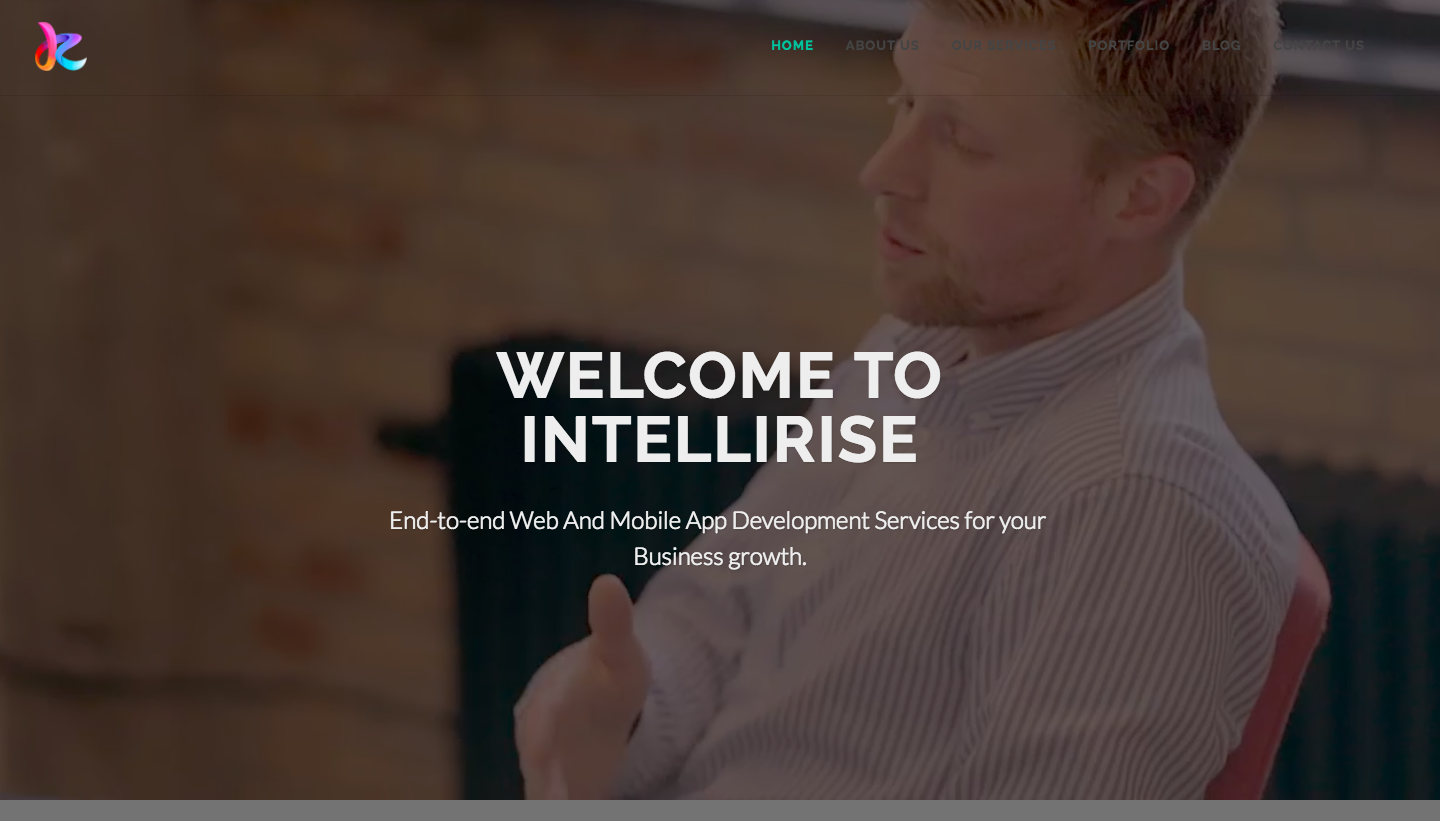 HOME ABOUT US OUR SERVICES PORTFOLIO BLOG CONTACT US
WELCOME TO
INTELLIRISE
End-to-end Web And Mobile App Development Services for your
Business growth.